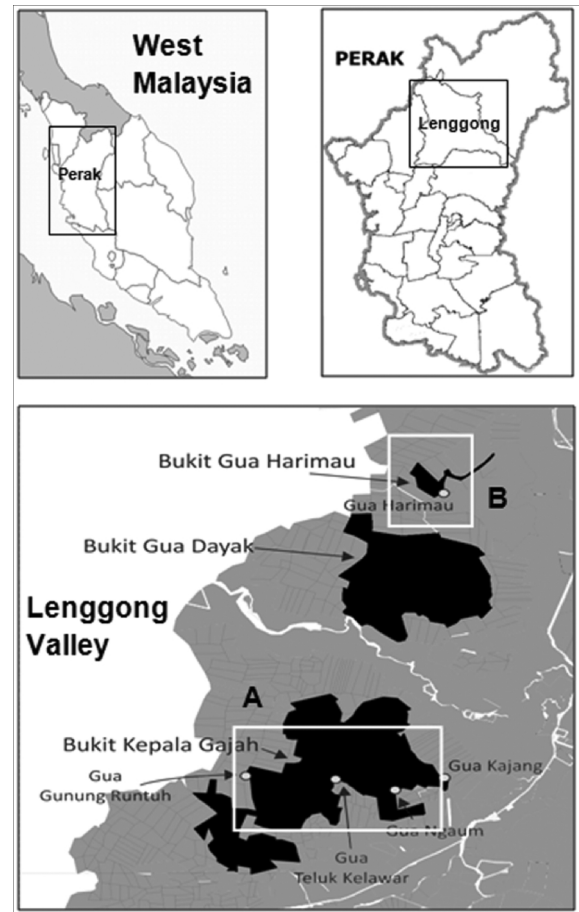 West
Malaysia
Perak
PERAK
Lenggong
Bukit Gua Harimau
Gua Harimau
B
Bukit Gua Dayak
Lenggong
Valley
A
Bukit Kepala Gajah
Gua
Gunung Runtuh
Gua Kajang
Gua Ngaum
Gua
Teluk Kelawar